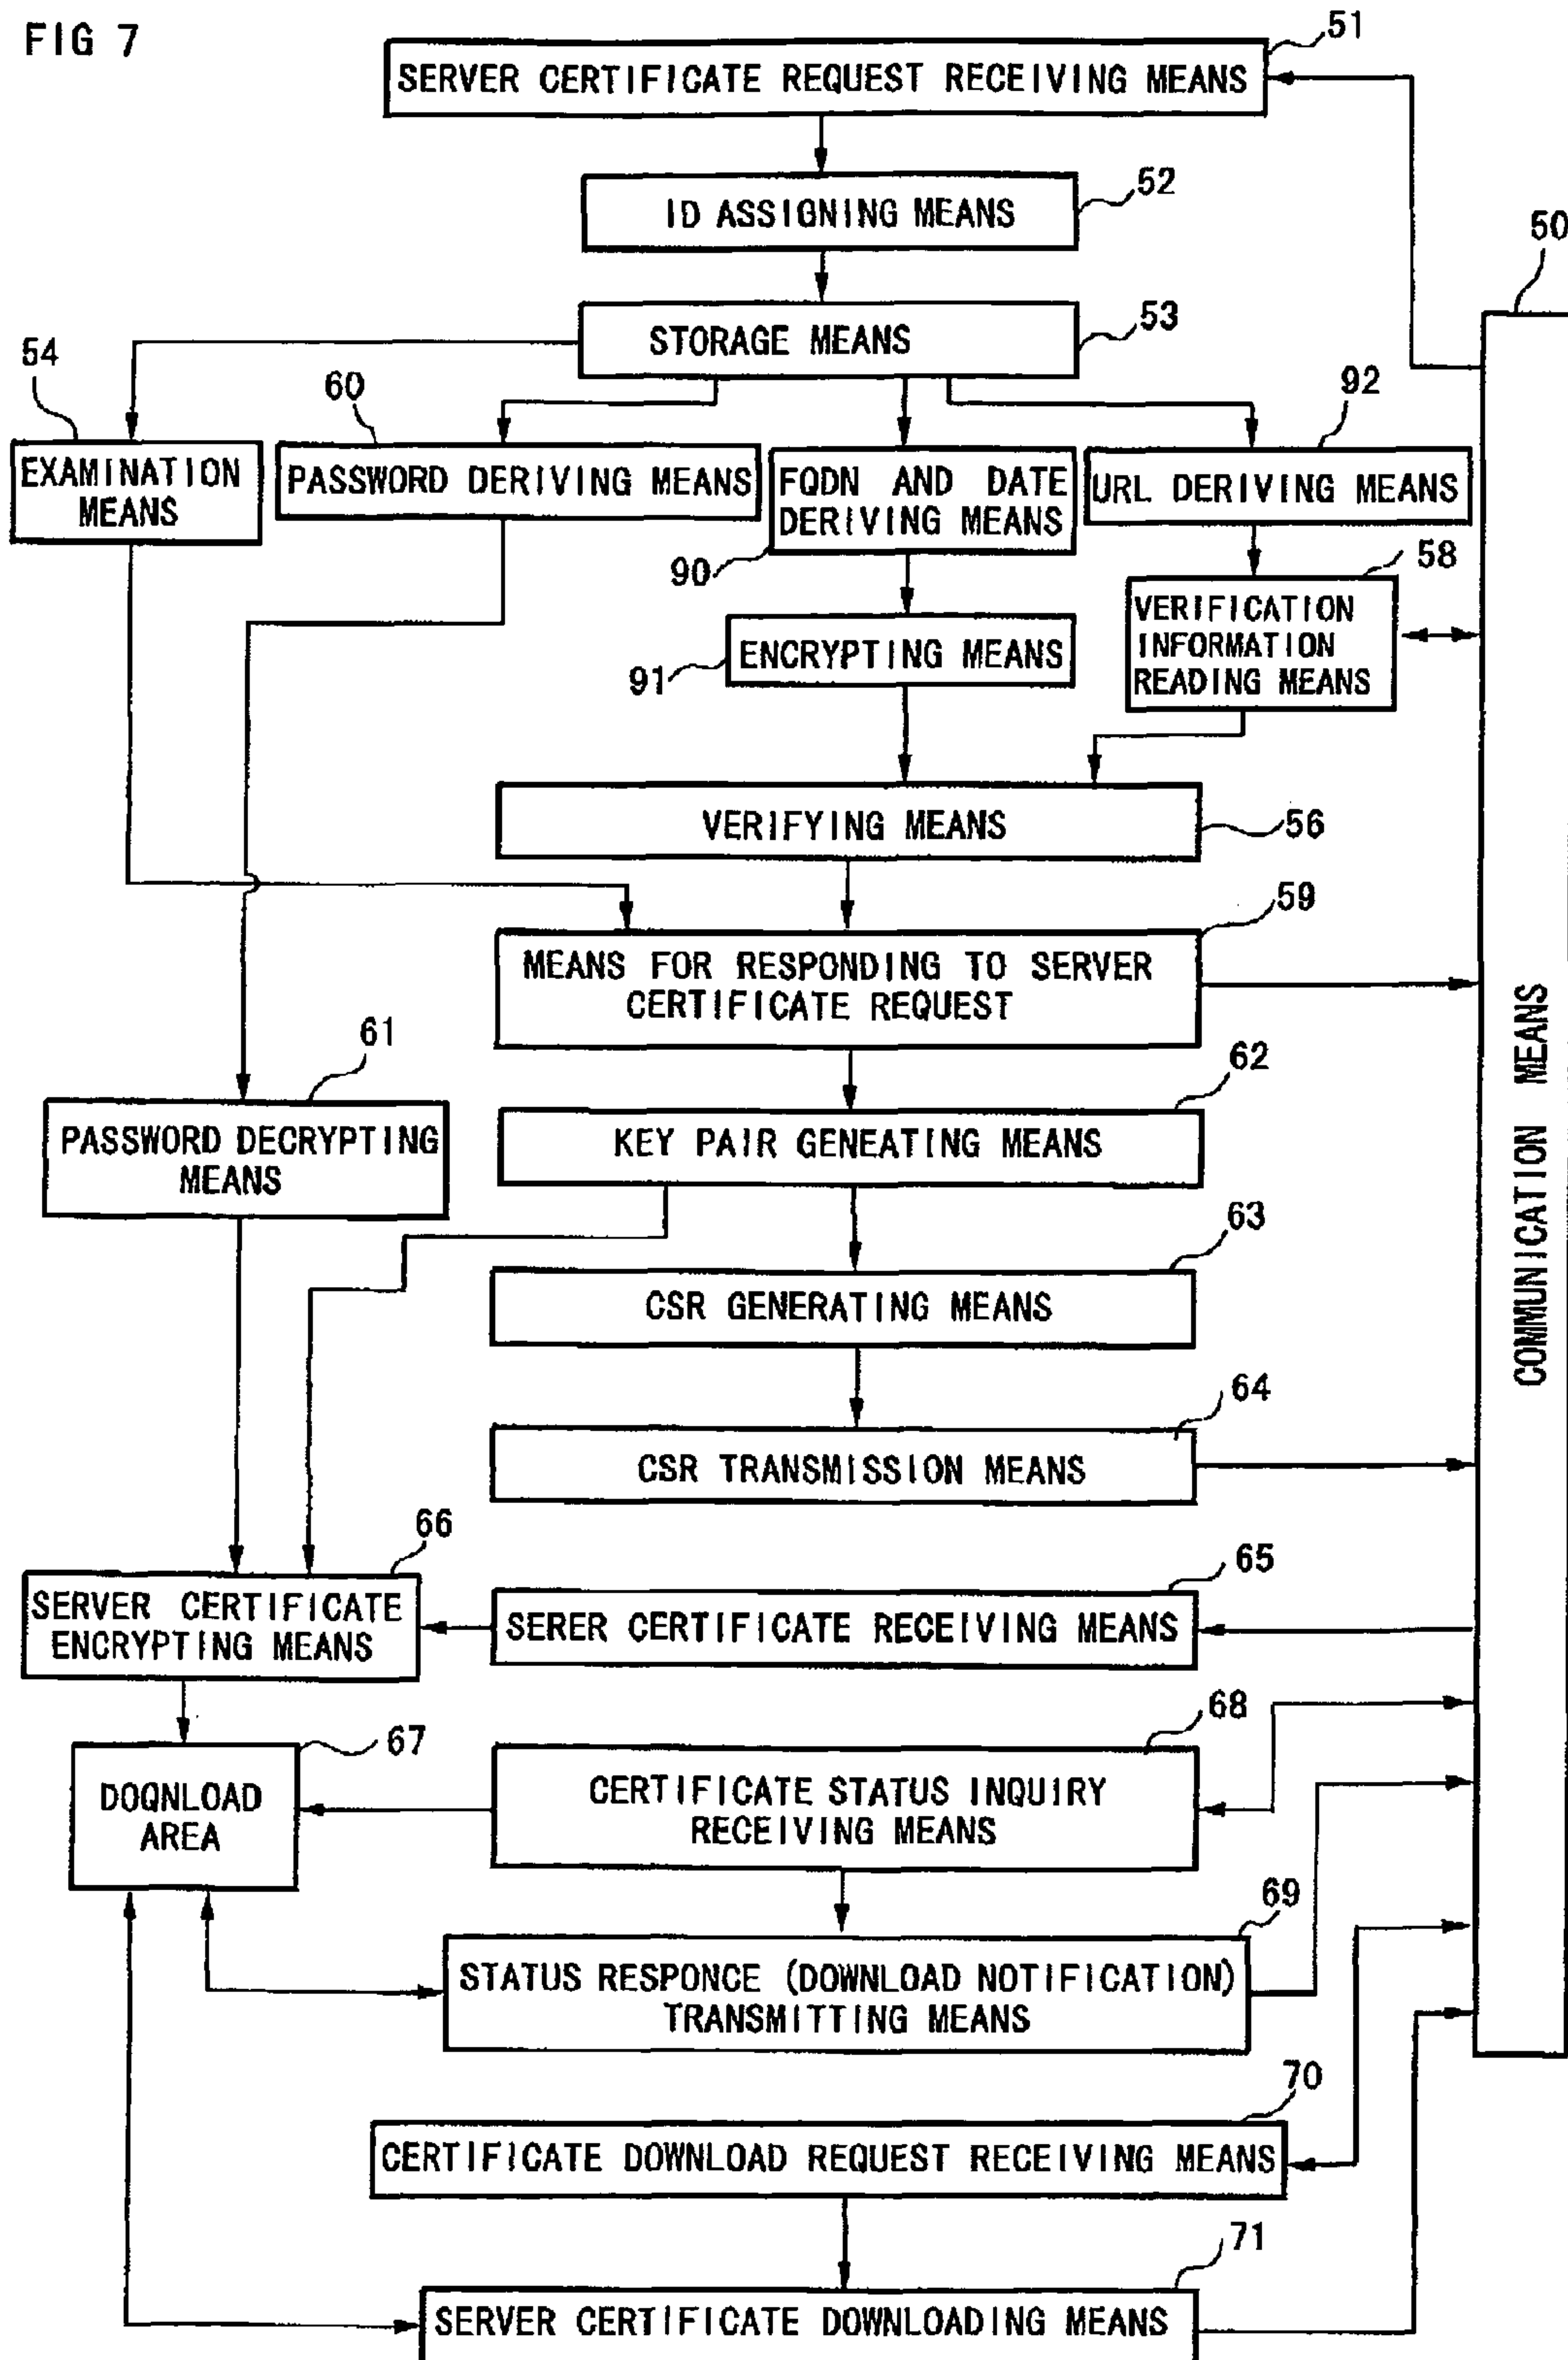 FIG 7
51
SERVER CERTIFICATE REQUEST RECEIVING MEANS
52
ID ASSIGNING MEANS
50
53
STORAGE MEANS
54
60
92
EXAMINATION
MEANS
PASSWORD DERIVING MEANS
FQDN AND DATE
DERIVING MEANS
URL DERIVING MEANS
90
58
VERIFICATION
INFORMATION
READING MEANS
ENCRYPTING MEANS
91
VERIFYING MEANS
56
59
MEANS FOR RESPONDING TO SERVER
CERTIFICATE REQUEST
COMMUNICATION MEANS
61
62
PASSWORD DECRYPTING
MEANS
KEY PAIR GENEATING MEANS
63
CSR GENERATING MEANS
64
CSR TRANSMISSION MEANS
66
65
SERVER CERTIFICATE
ENCRYPTING MEANS
SERER CERTIFICATE RECEIVING MEANS
67
68
DOQNLOAD
AREA
CERTIFICATE STATUS INQUIRY
RECEIVING MEANS
69
STATUS RESPONCE (DOWNLOAD NOTIFICATION)
TRANSMITTING MEANS
70
CERTIFICATE DOWNLOAD REQUEST RECEIVING MEANS
71
SERVER CERTIFICATE DOWNLOADING MEANS